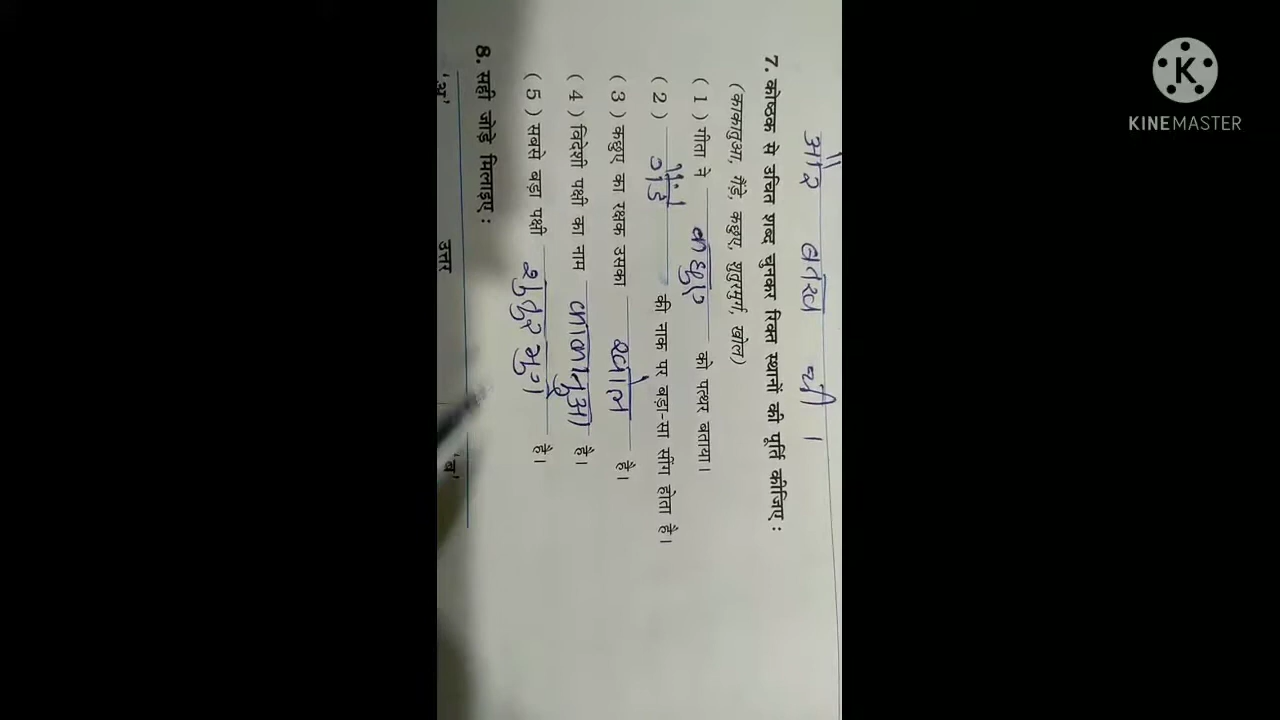 और बतख थी ।
7. कोष्ठक से उचित शब्द चुनकर रिक्त स्थानों की पूर्ति कीजिए :
(काकातुआ, गैंडे, कछुए, शुतुरमुर्ग, खोल)
(1) गीता ने कछुए को पत्थर बताया।
(2) गैंडे की नाक पर बड़ा-सा सींग होता है।
(3) कछुए का रक्षक उसका खोल है।
(4) विदेशी पक्षी का नाम काकातुआ है।
(5) सबसे बड़ा पक्षी शुतुरमुर्ग है।
8. सही जोड़े मिलाइए :
'अ' उत्तर 'ब'
KINEMASTER